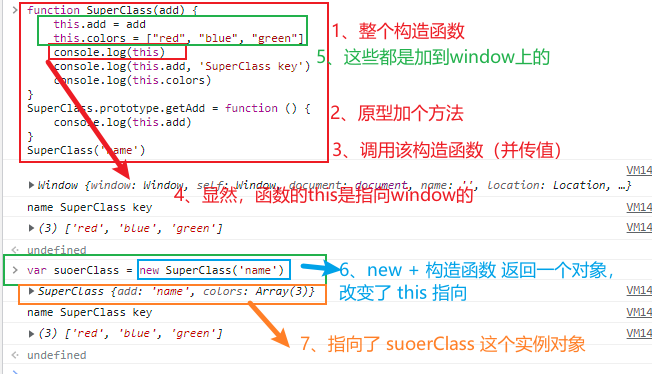 function SuperClass(add) {
this.add = add
this.colors = ["red", "blue", "green"]
console.log(this)
console.log(this.add, 'SuperClass key')
console.log(this.colors)
}
SuperClass.prototype.getAdd = function () {
console.log(this.add)
}
SuperClass('name')
1、整个构造函数
5、这些都是加到window上的
2、原型加个方法
3、调用该构造函数（并传值）
VM14
Window {window: Window, self: Window, document: document, name: '', location: Location, …}
4、显然，函数的this是指向window的
name SuperClass key
VM14
(3) ['red', 'blue', 'green']
VM14
undefined
var suoerClass = new SuperClass('name')
6、new + 构造函数 返回一个对象，
改变了 this 指向
SuperClass {add: 'name', colors: Array(3)}
VM14
name SuperClass key
VM14
(3) ['red', 'blue', 'green']
VM14
7、指向了 suoerClass 这个实例对象
undefined